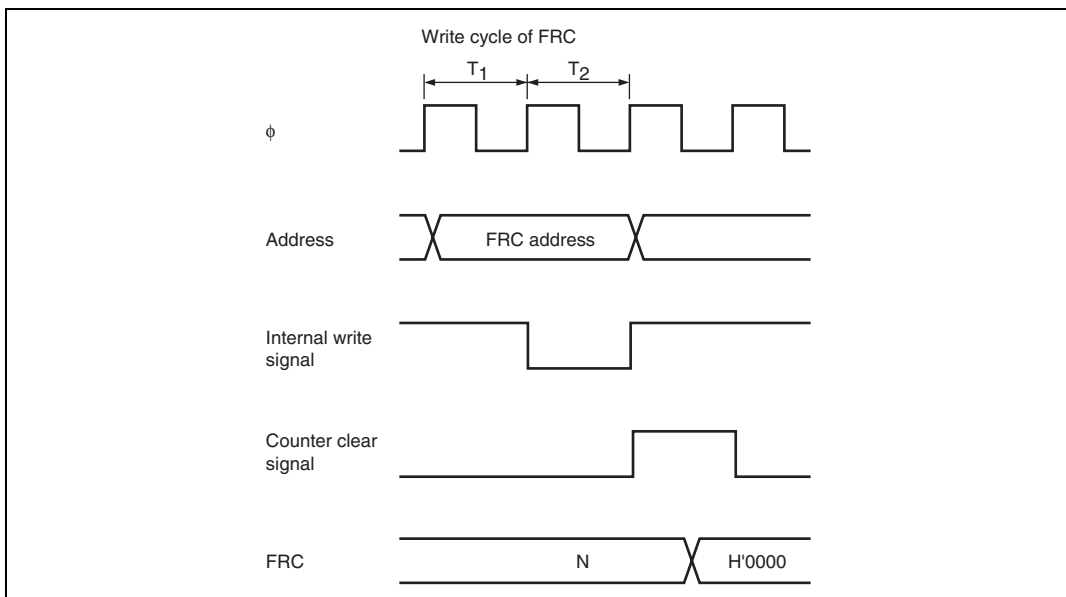 Write cycle of FRC
T1 T2
ϕ
Address
FRC address
Internal write
signal
Counter clear
signal
FRC
N
H'0000